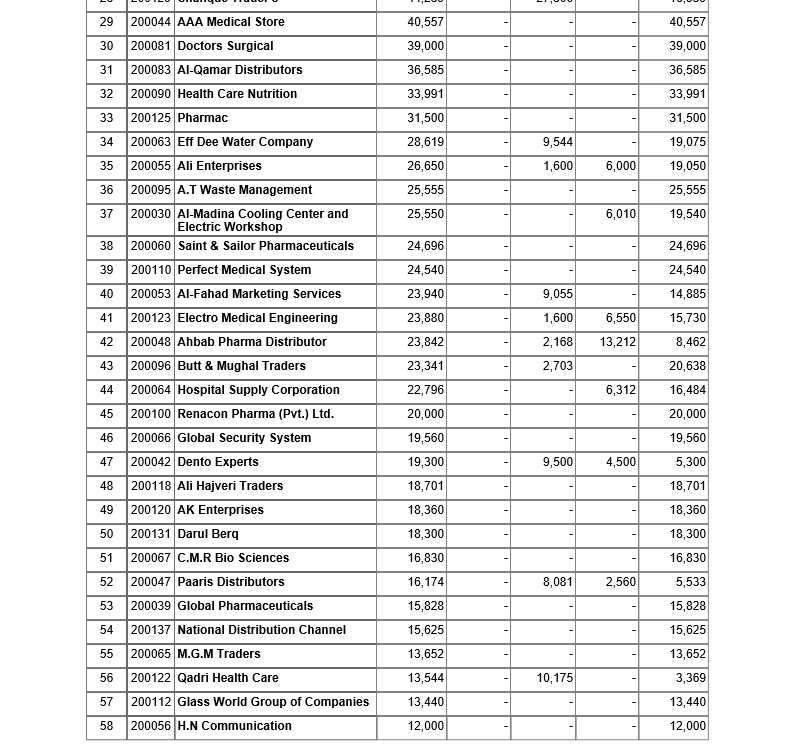 29 200044 AAA Medical Store 40,557 - - - 40,557
30 200081 Doctors Surgical 39,000 - - - 39,000
31 200083 Al-Qamar Distributors 36,585 - - - 36,585
32 200090 Health Care Nutrition 33,991 - - - 33,991
33 200125 Pharmac 31,500 - - - 31,500
34 200063 Eff Dee Water Company 28,619 - 9,544 - 19,075
35 200055 Ali Enterprises 26,650 - 1,600 6,000 19,050
36 200095 A.T Waste Management 25,555 - - - 25,555
37 200030 Al-Madina Cooling Center and 25,550 - - 6,010 19,540
Electric Workshop
38 200060 Saint & Sailor Pharmaceuticals 24,696 - - - 24,696
39 200110 Perfect Medical System 24,540 - - - 24,540
40 200053 Al-Fahad Marketing Services 23,940 - 9,055 - 14,885
41 200123 Electro Medical Engineering 23,880 - 1,600 6,550 15,730
42 200048 Ahbab Pharma Distributor 23,842 - 2,168 13,212 8,462
43 200096 Butt & Mughal Traders 23,341 - 2,703 - 20,638
44 200064 Hospital Supply Corporation 22,796 - - 6,312 16,484
45 200100 Renacon Pharma (Pvt.) Ltd. 20,000 - - - 20,000
46 200066 Global Security System 19,560 - - - 19,560
47 200042 Dento Experts 19,300 - 9,500 4,500 5,300
48 200118 Ali Hajveri Traders 18,701 - - - 18,701
49 200120 AK Enterprises 18,360 - - - 18,360
50 200131 Darul Berq 18,300 - - - 18,300
51 200067 C.M.R Bio Sciences 16,830 - - - 16,830
52 200047 Paaris Distributors 16,174 - 8,081 2,560 5,533
53 200039 Global Pharmaceuticals 15,828 - - - 15,828
54 200137 National Distribution Channel 15,625 - - - 15,625
55 200065 M.G.M Traders 13,652 - - - 13,652
56 200122 Qadri Health Care 13,544 - 10,175 - 3,369
57 200112 Glass World Group of Companies 13,440 - - - 13,440
58 200056 H.N Communication 12,000 - - - 12,000